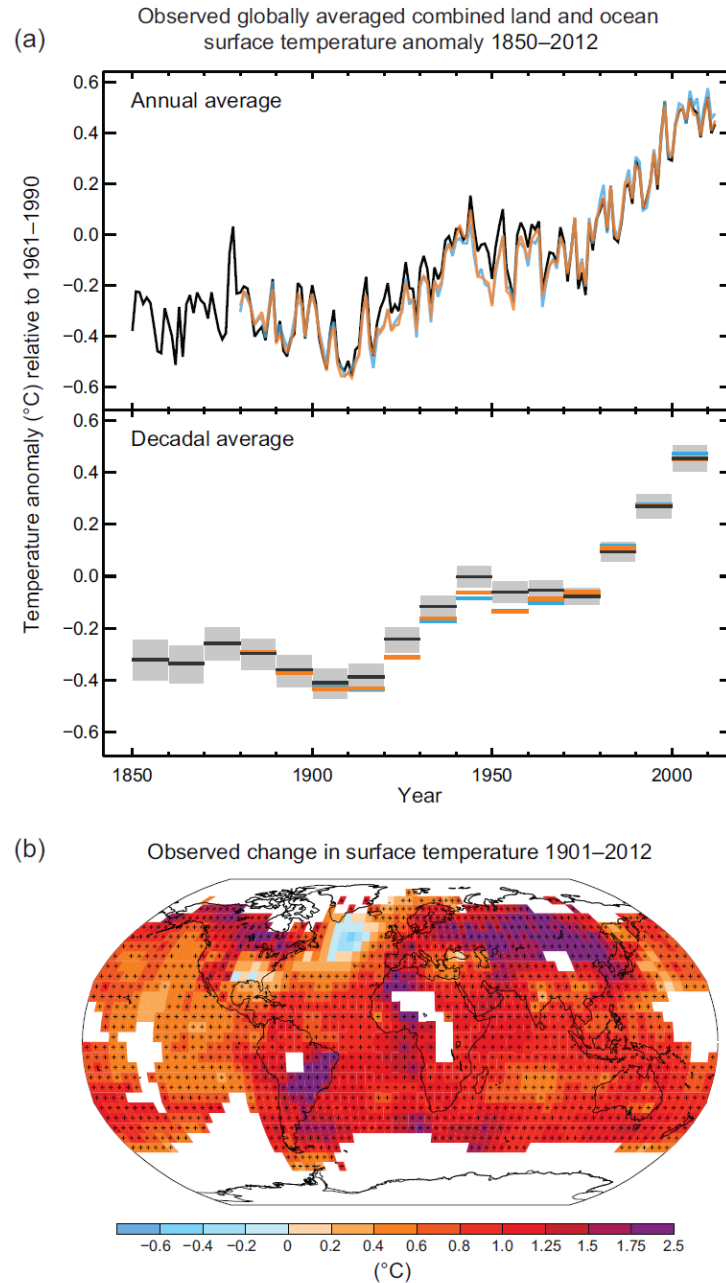 (a)
Observed globally averaged combined land and ocean
surface temperature anomaly 1850–2012
Annual average
0.6
0.4
0.2
0.0
−0.2
−0.4
−0.6
Temperature anomaly (°C) relative to 1961–1990
Decadal average
0.6
0.4
0.2
0.0
−0.2
−0.4
−0.6
1850
1900
1950
2000
Year
(b)
Observed change in surface temperature 1901–2012
−0.6 −0.4 −0.2 0 0.2 0.4 0.6 0.8 1.0 1.25 1.5 1.75 2.5
(°C)